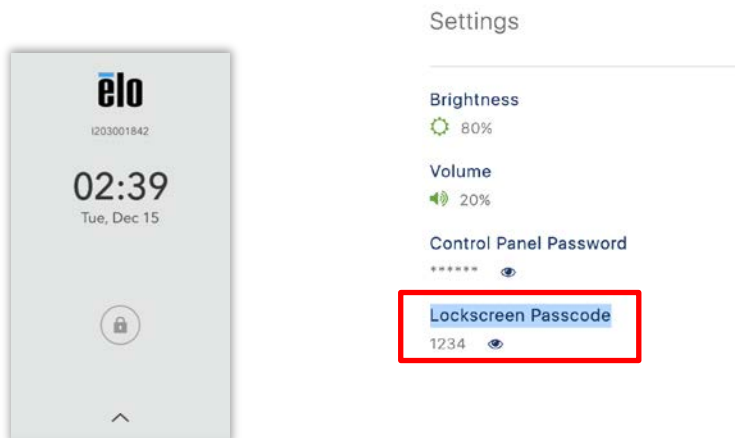 ēlo
I203001842
02:39
Tue, Dec 15
Settings
Brightness
80%
Volume
20%
Control Panel Password
******
Lockscreen Passcode
1234